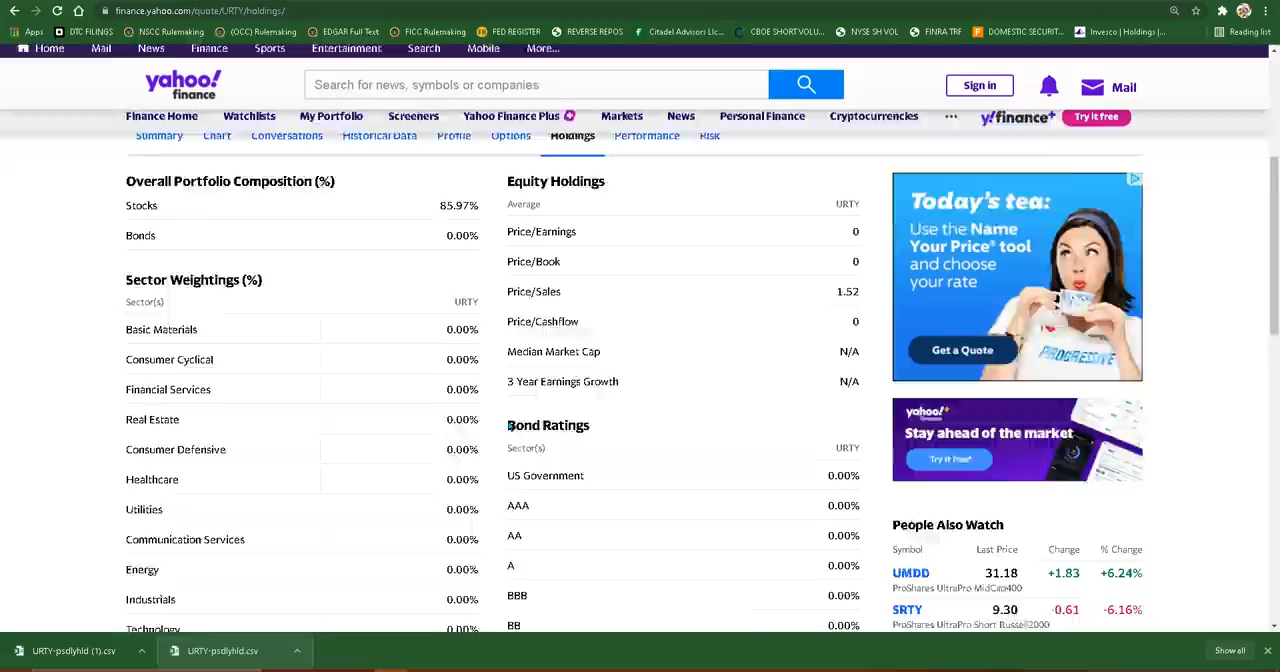 finance.yahoo.com/quote/URTY/holdings/
Apps DTC FILINGS NSCC Rulemaking (OCC) Rulemaking EDGAR Full Text FICC Rulemaking FED REGISTER REVERSE REPOS Citadel Advisors Llc... CBOE SHORT VOLU... NYSE SH VOL FINRA TRF DOMESTIC SECURIT... Invesco | Holdings |... Reading list
Home Mail News Finance Sports Entertainment Search Mobile More...
yahoo!
finance
Search for news, symbols or companies
Sign in
Mail
Finance Home Watchlists My Portfolio Screeners Yahoo Finance Plus Markets News Personal Finance Cryptocurrencies ... y!finance+ Try it free
Summary Chart Conversations Historical Data Profile Options Holdings Performance Risk
Overall Portfolio Composition (%)
Stocks 85.97%
Bonds 0.00%
Sector Weightings (%)
Sector(s) URTY
Basic Materials 0.00%
Consumer Cyclical 0.00%
Financial Services 0.00%
Real Estate 0.00%
Consumer Defensive 0.00%
Healthcare 0.00%
Utilities 0.00%
Communication Services 0.00%
Energy 0.00%
Industrials 0.00%
Technology 0.00%
Equity Holdings
Average URTY
Price/Earnings 0
Price/Book 0
Price/Sales 1.52
Price/Cashflow 0
Median Market Cap N/A
3 Year Earnings Growth N/A
Bond Ratings
Sector(s) URTY
US Government 0.00%
AAA 0.00%
AA 0.00%
A 0.00%
BBB 0.00%
BB 0.00%
Today's tea:
Use the Name
Your Price® tool
and choose
your rate
Get a Quote
PROGRESSIVE
yahoo!+
finance
Stay ahead of the market
Try it free*
People Also Watch
Symbol Last Price Change % Change
UMDD 31.18 +1.83 +6.24%
ProShares UltraPro MidCap400
SRTY 9.30 -0.61 -6.16%
ProShares UltraPro Short Russell2000
URTY-psdlyhld (1).csv URTY-psdlyhld.csv Show all